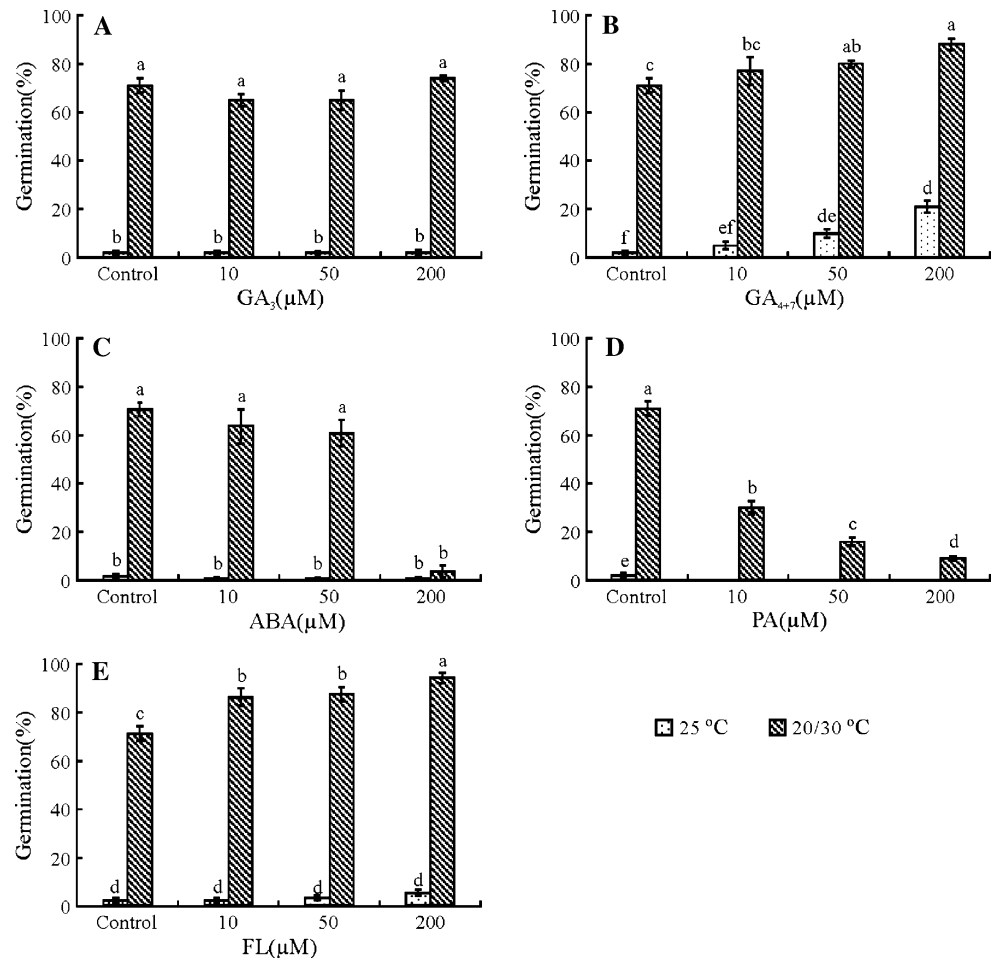 A
Germination(%)
100
80
60
40
20
0
a a a a
b b b b
Control 10 50 200
GA₃(µM)
B
Germination(%)
100
80
60
40
20
0
c bc ab a
f ef de d
Control 10 50 200
GA₄₊₇(µM)
C
Germination(%)
100
80
60
40
20
0
a a a
b b b b b
Control 10 50 200
ABA(µM)
D
Germination(%)
100
80
60
40
20
0
a b c d
e
Control 10 50 200
PA(µM)
E
Germination(%)
100
80
60
40
20
0
c b b a
d d d d
Control 10 50 200
FL(µM)
25 ºC 20/30 ºC